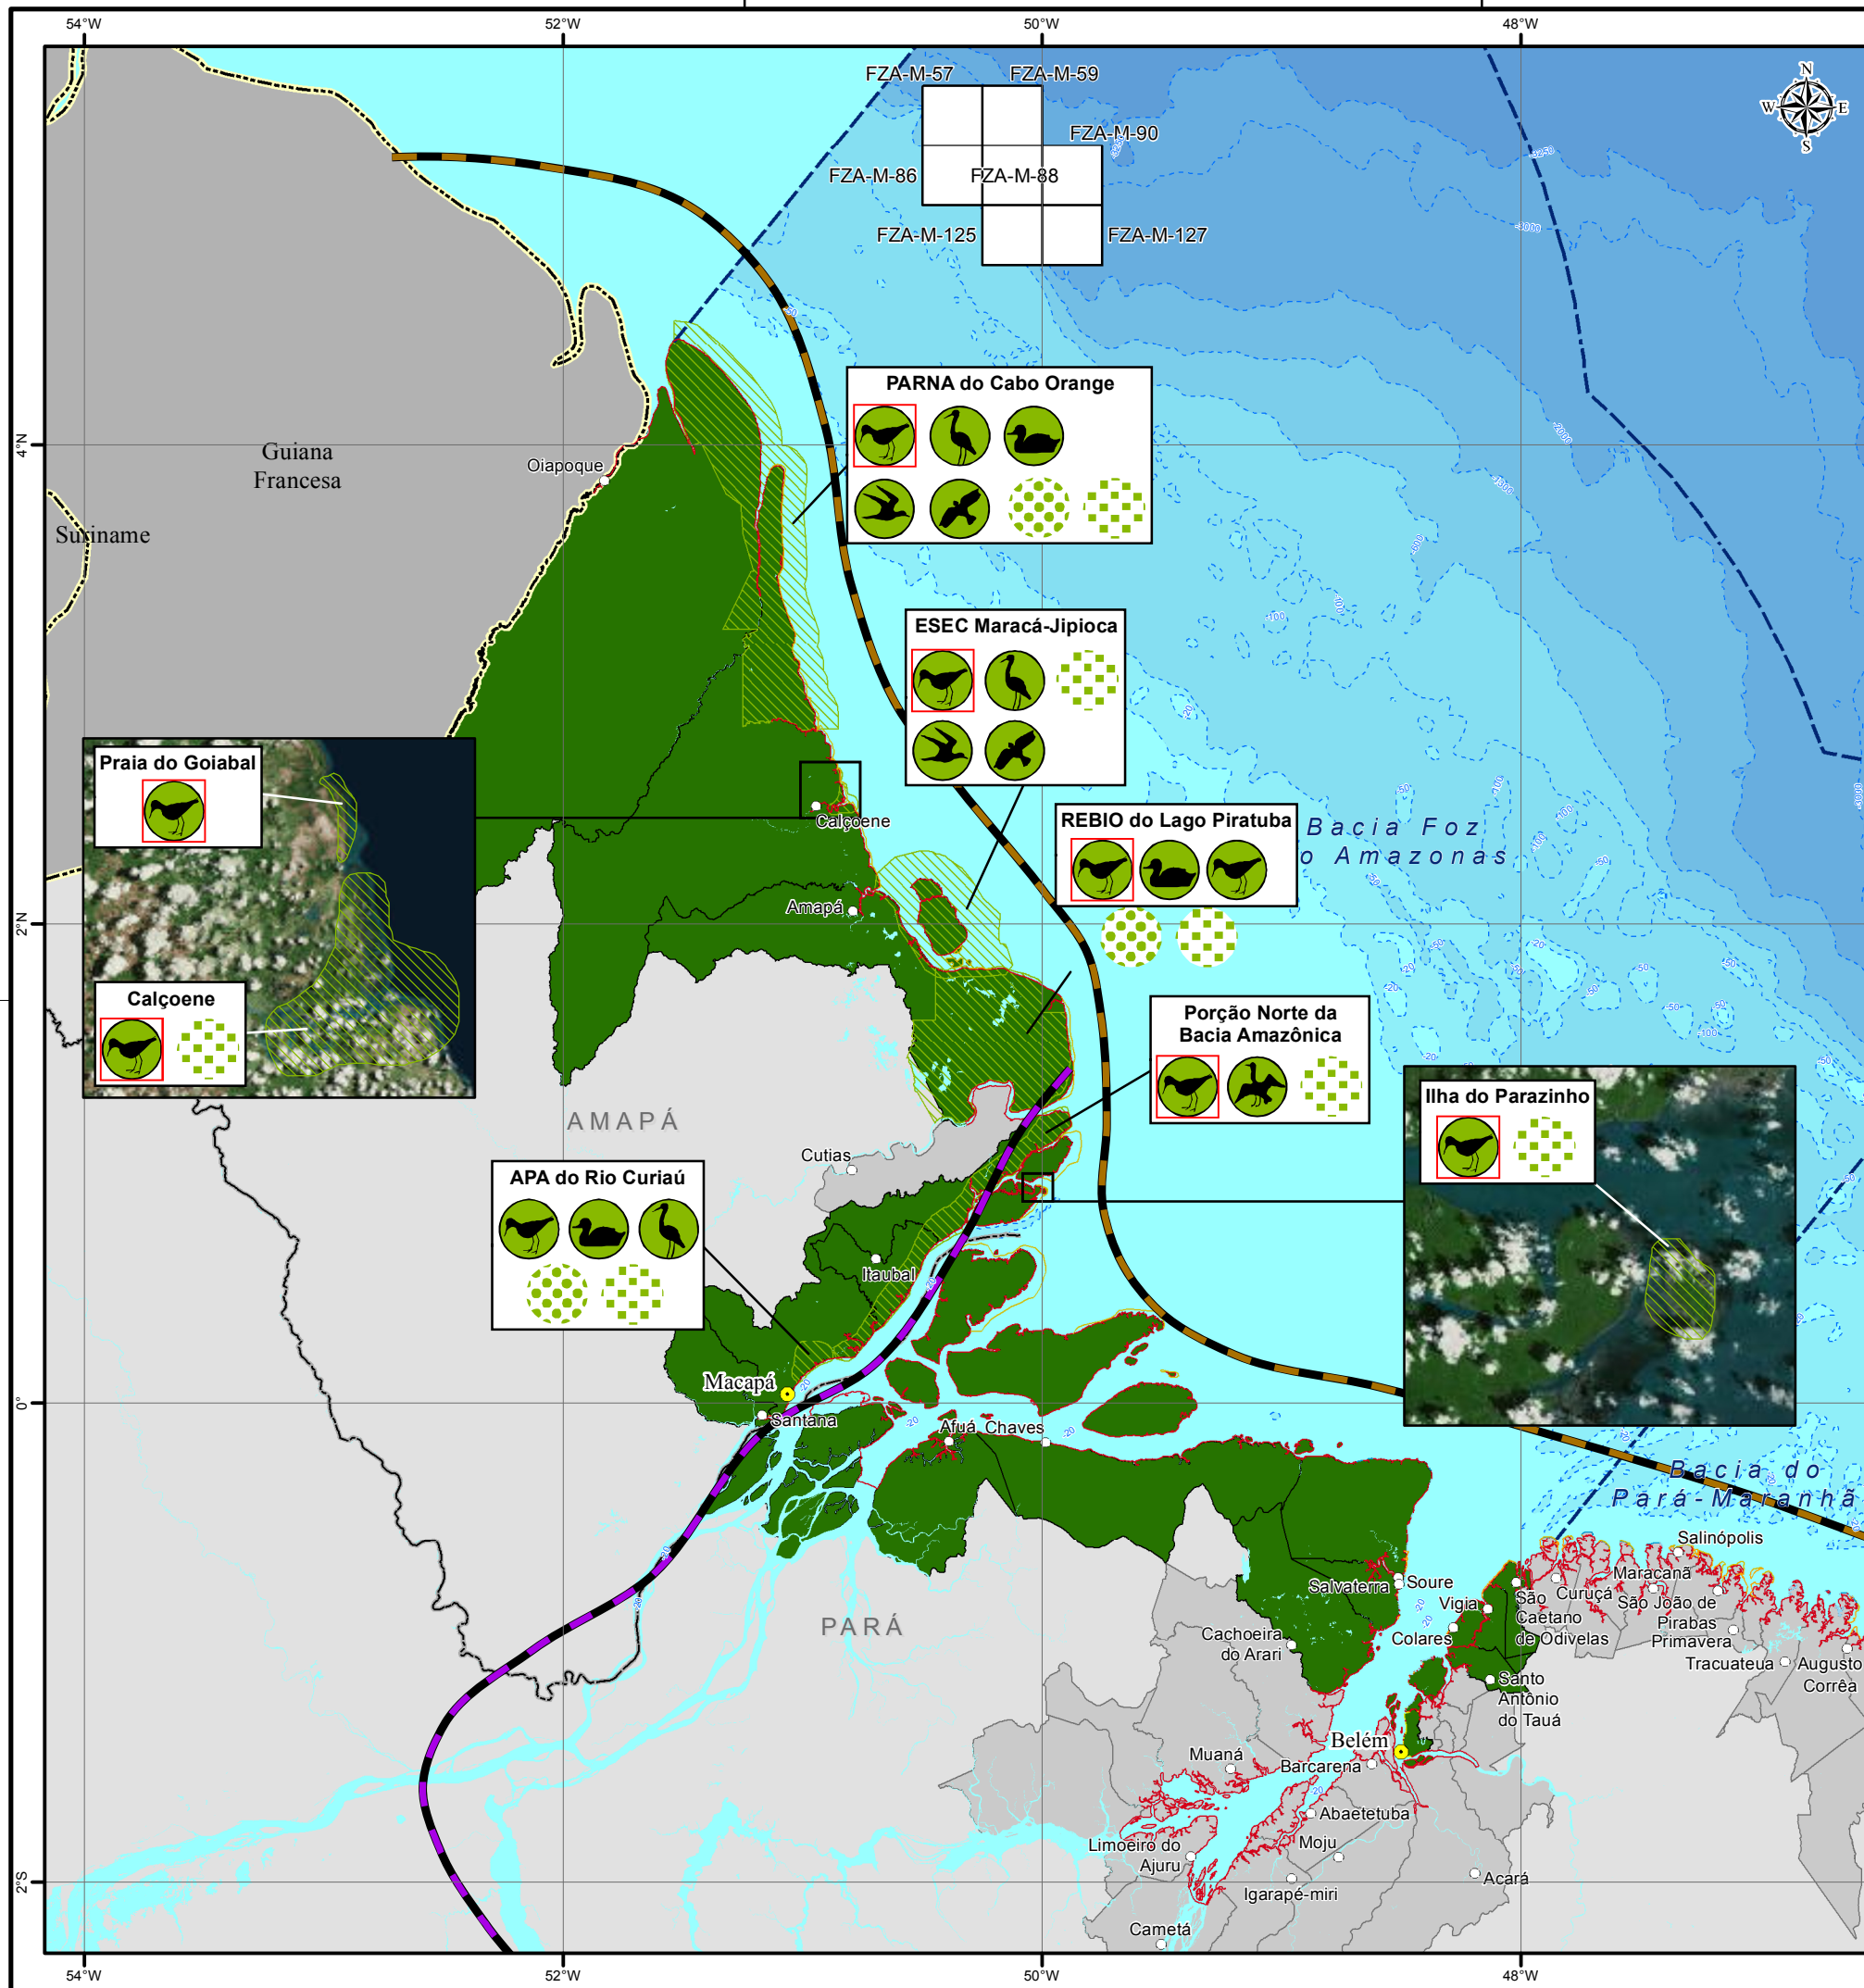 54°W
52°W
50°W
48°W
FZA-M-57
FZA-M-59
FZA-M-90
FZA-M-86
FZA-M-88
FZA-M-125
FZA-M-127
N
W
E
S
-3250
-3250
-3000
4°N
Guiana
Francesa
Suriname
Oiapoque
PARNA do Cabo Orange
ESEC Maracá-Jipioca
Praia do Goiabal
Calçoene
Calçoene
REBIO do Lago Piratuba
Bacia Foz
o Amazonas
2°N
Amapá
Porção Norte da
Bacia Amazônica
Ilha do Parazinho
AMAPÁ
Cutias
APA do Rio Curiaú
Itaubal
Macapá
Santana
0°
Afuá
Chaves
Bacia do
Pará-Maranhã
Salinópolis
Maracanã
Salvaterra
Soure
Vigia
São
Caetano
de Odivelas
Curuçá
São João de
Pirabas
Primavera
Colares
Tracuateua
Augusto
Corrêa
PARÁ
Cachoeira
do Arari
Santo
Antônio
do Tauá
Belém
Muaná
Barcarena
Abaetetuba
Limoeiro do
Ajuru
Moju
Acará
Igarapé-miri
Cametá
2°S
54°W
52°W
50°W
48°W